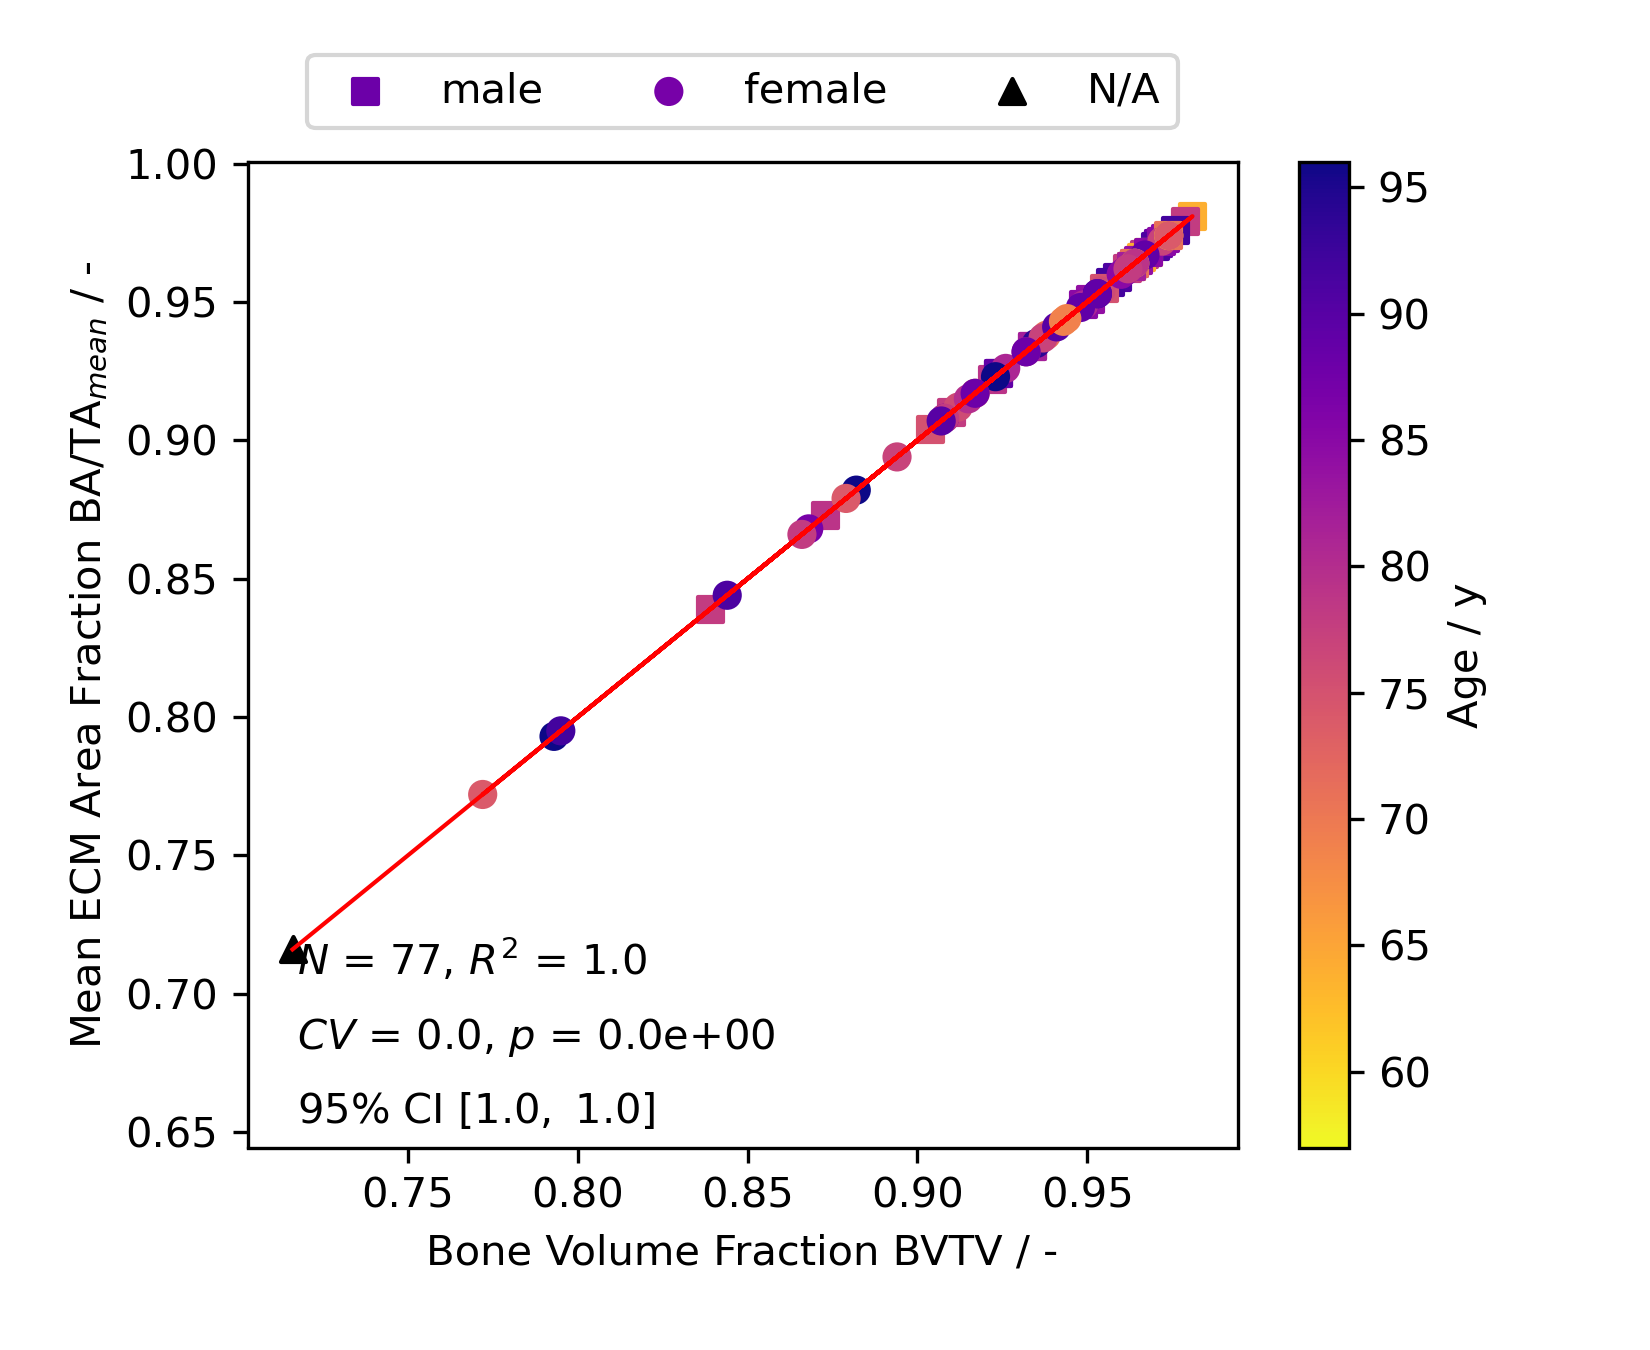 male female N/A
1.00
0.95
0.90
0.85
0.80
0.75
0.70
0.65
Mean ECM Area Fraction BA/TA_mean / -
N = 77, R² = 1.0
CV = 0.0, p = 0.0e+00
95% CI [1.0, 1.0]
0.75 0.80 0.85 0.90 0.95
Bone Volume Fraction BVTV / -
95
90
85
80
75
70
65
60
Age / y